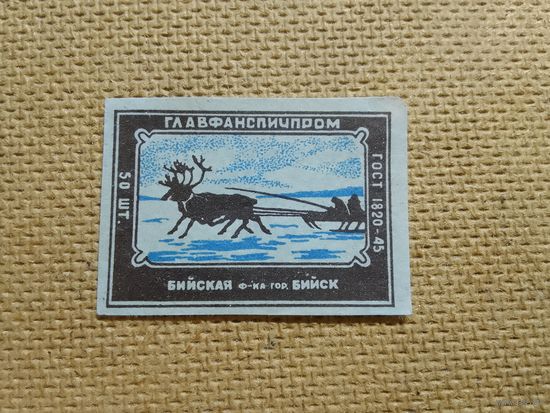 ГЛАВФАНСПИЧПРОМ
50 ШТ.
ГОСТ 1820-45
БИЙСКАЯ Ф-КА ГОР. БИЙСК